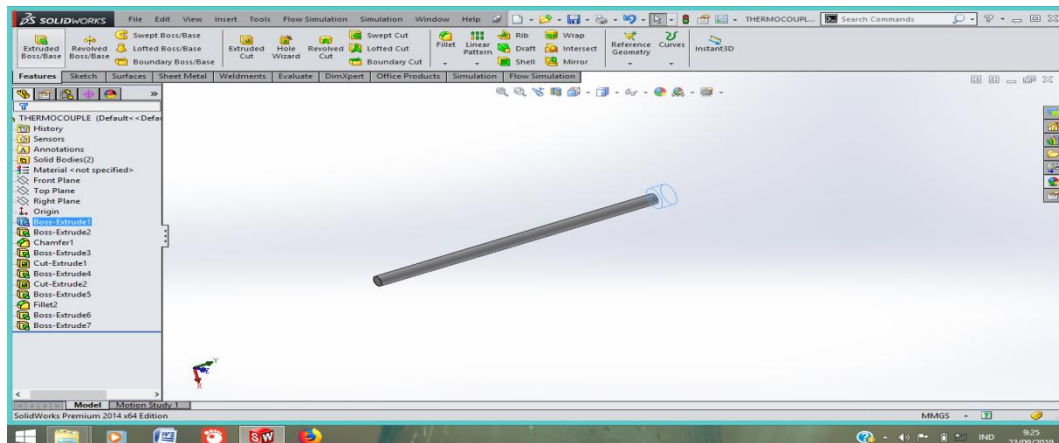 SOLIDWORKS File Edit View Insert Tools Flow Simulation Simulation Window Help THERMOCOUPL... Search Commands
Extruded Boss/Base
Revolved Boss/Base
Swept Boss/Base
Lofted Boss/Base
Boundary Boss/Base
Extruded Cut
Hole Wizard
Revolved Cut
Swept Cut
Lofted Cut
Boundary Cut
Fillet
Linear Pattern
Rib
Draft
Shell
Wrap
Intersect
Mirror
Reference Geometry
Curves
Instant3D
Features Sketch Surfaces Sheet Metal Weldments Evaluate DimXpert Office Products Simulation Flow Simulation
THERMOCOUPLE (Default<<Defau
History
Sensors
Annotations
Solid Bodies(2)
Material <not specified>
Front Plane
Top Plane
Right Plane
Origin
Boss-Extrude1
Boss-Extrude2
Chamfer1
Boss-Extrude3
Cut-Extrude1
Boss-Extrude4
Cut-Extrude2
Boss-Extrude5
Fillet2
Boss-Extrude6
Boss-Extrude7
Model Motion Study 1
SolidWorks Premium 2014 x64 Edition MMGS
IND 9:25
23/09/2019